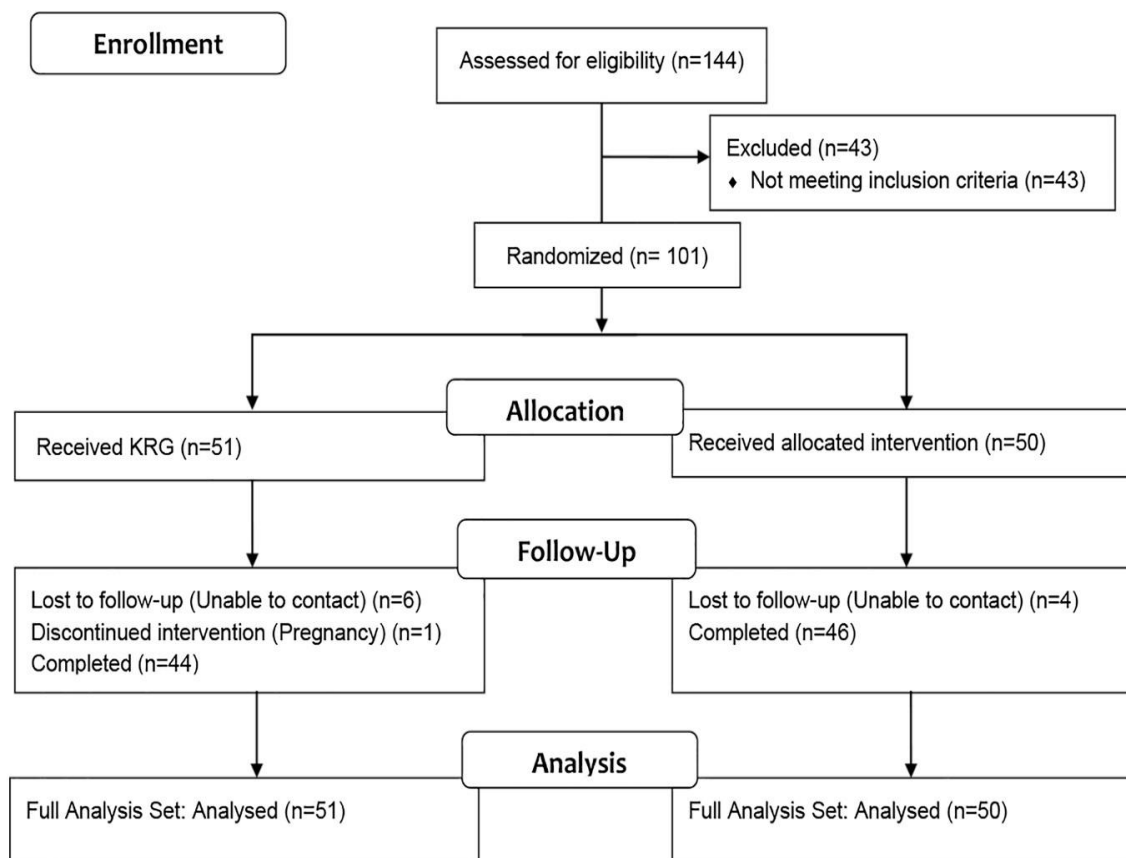 Enrollment
Assessed for eligibility (n=144)
Excluded (n=43)
♦ Not meeting inclusion criteria (n=43)
Randomized (n= 101)
Allocation
Received KRG (n=51)
Received allocated intervention (n=50)
Follow-Up
Lost to follow-up (Unable to contact) (n=6)
Discontinued intervention (Pregnancy) (n=1)
Completed (n=44)
Lost to follow-up (Unable to contact) (n=4)
Completed (n=46)
Analysis
Full Analysis Set: Analysed (n=51)
Full Analysis Set: Analysed (n=50)